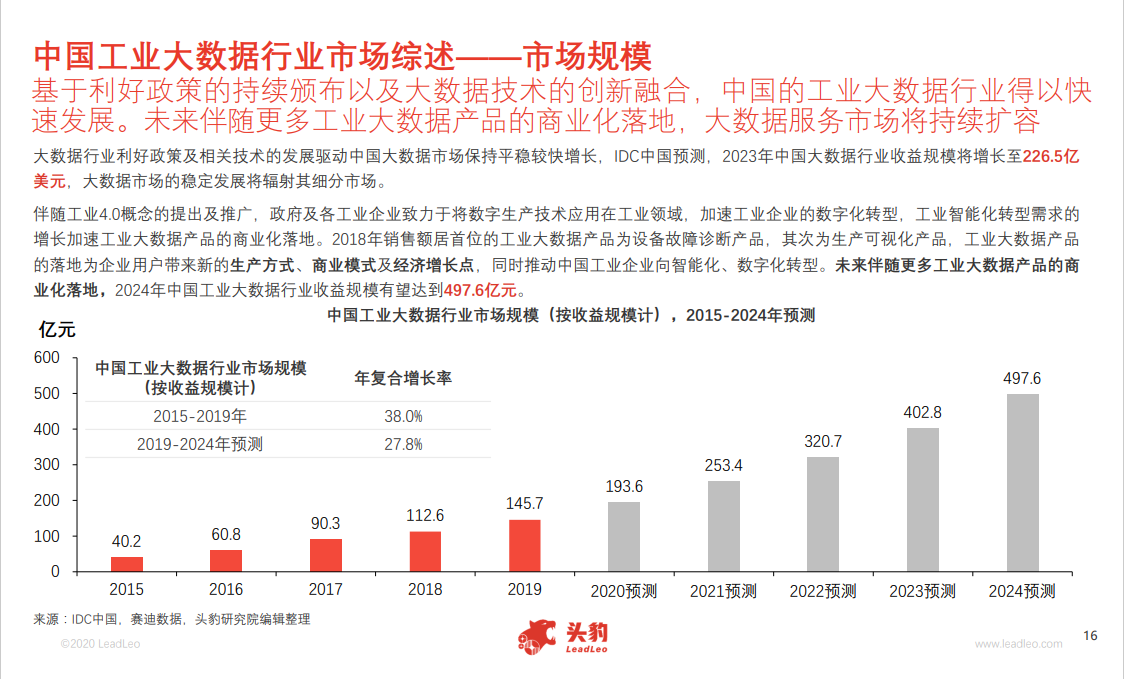 中国工业大数据行业市场综述——市场规模
基于利好政策的持续颁布以及大数据技术的创新融合，中国的工业大数据行业得以快
速发展。未来伴随更多工业大数据产品的商业化落地，大数据服务市场将持续扩容
大数据行业利好政策及相关技术的发展驱动中国大数据市场保持平稳较快增长，IDC中国预测，2023年中国大数据行业收益规模将增长至226.5亿
美元，大数据市场的稳定发展将辐射其细分市场。
伴随工业4.0概念的提出及推广，政府及各工业企业致力于将数字生产技术应用在工业领域，加速工业企业的数字化转型，工业智能化转型需求的
增长加速工业大数据产品的商业化落地。2018年销售额居首位的工业大数据产品为设备故障诊断产品，其次为生产可视化产品，工业大数据产品
的落地为企业用户带来新的生产方式、商业模式及经济增长点，同时推动中国工业企业向智能化、数字化转型。未来伴随更多工业大数据产品的商
业化落地，2024年中国工业大数据行业收益规模有望达到497.6亿元。
中国工业大数据行业市场规模（按收益规模计），2015-2024年预测
亿元
600
500
400
300
200
100
0
中国工业大数据行业市场规模
（按收益规模计）
年复合增长率
2015-2019年 38.0%
2019-2024年预测 27.8%
40.2
60.8
90.3
112.6
145.7
193.6
253.4
320.7
402.8
497.6
2015 2016 2017 2018 2019 2020预测 2021预测 2022预测 2023预测 2024预测
来源：IDC中国，赛迪数据，头豹研究院编辑整理
©2020 LeadLeo
头豹
LeadLeo
www.leadleo.com
16